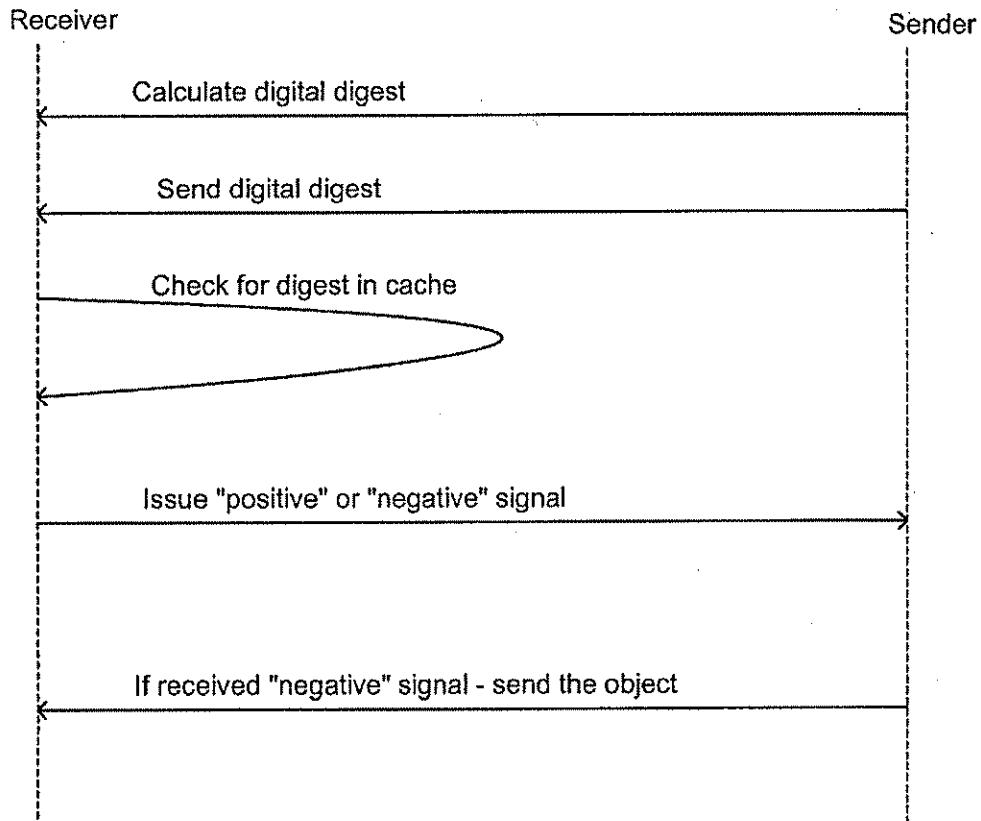 Receiver
Sender
Calculate digital digest
Send digital digest
Check for digest in cache
Issue "positive" or "negative" signal
If received "negative" signal - send the object